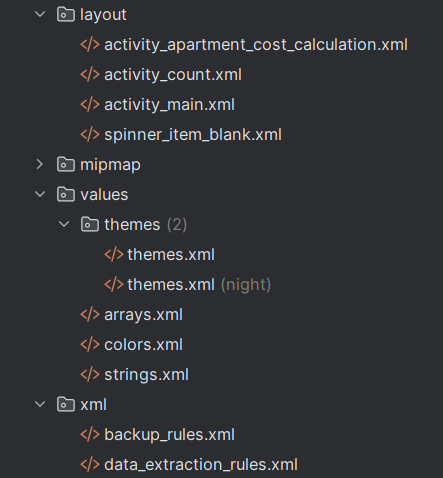 layout
activity_apartment_cost_calculation.xml
activity_count.xml
activity_main.xml
spinner_item_blank.xml
mipmap
values
themes (2)
themes.xml
themes.xml (night)
arrays.xml
colors.xml
strings.xml
xml
backup_rules.xml
data_extraction_rules.xml